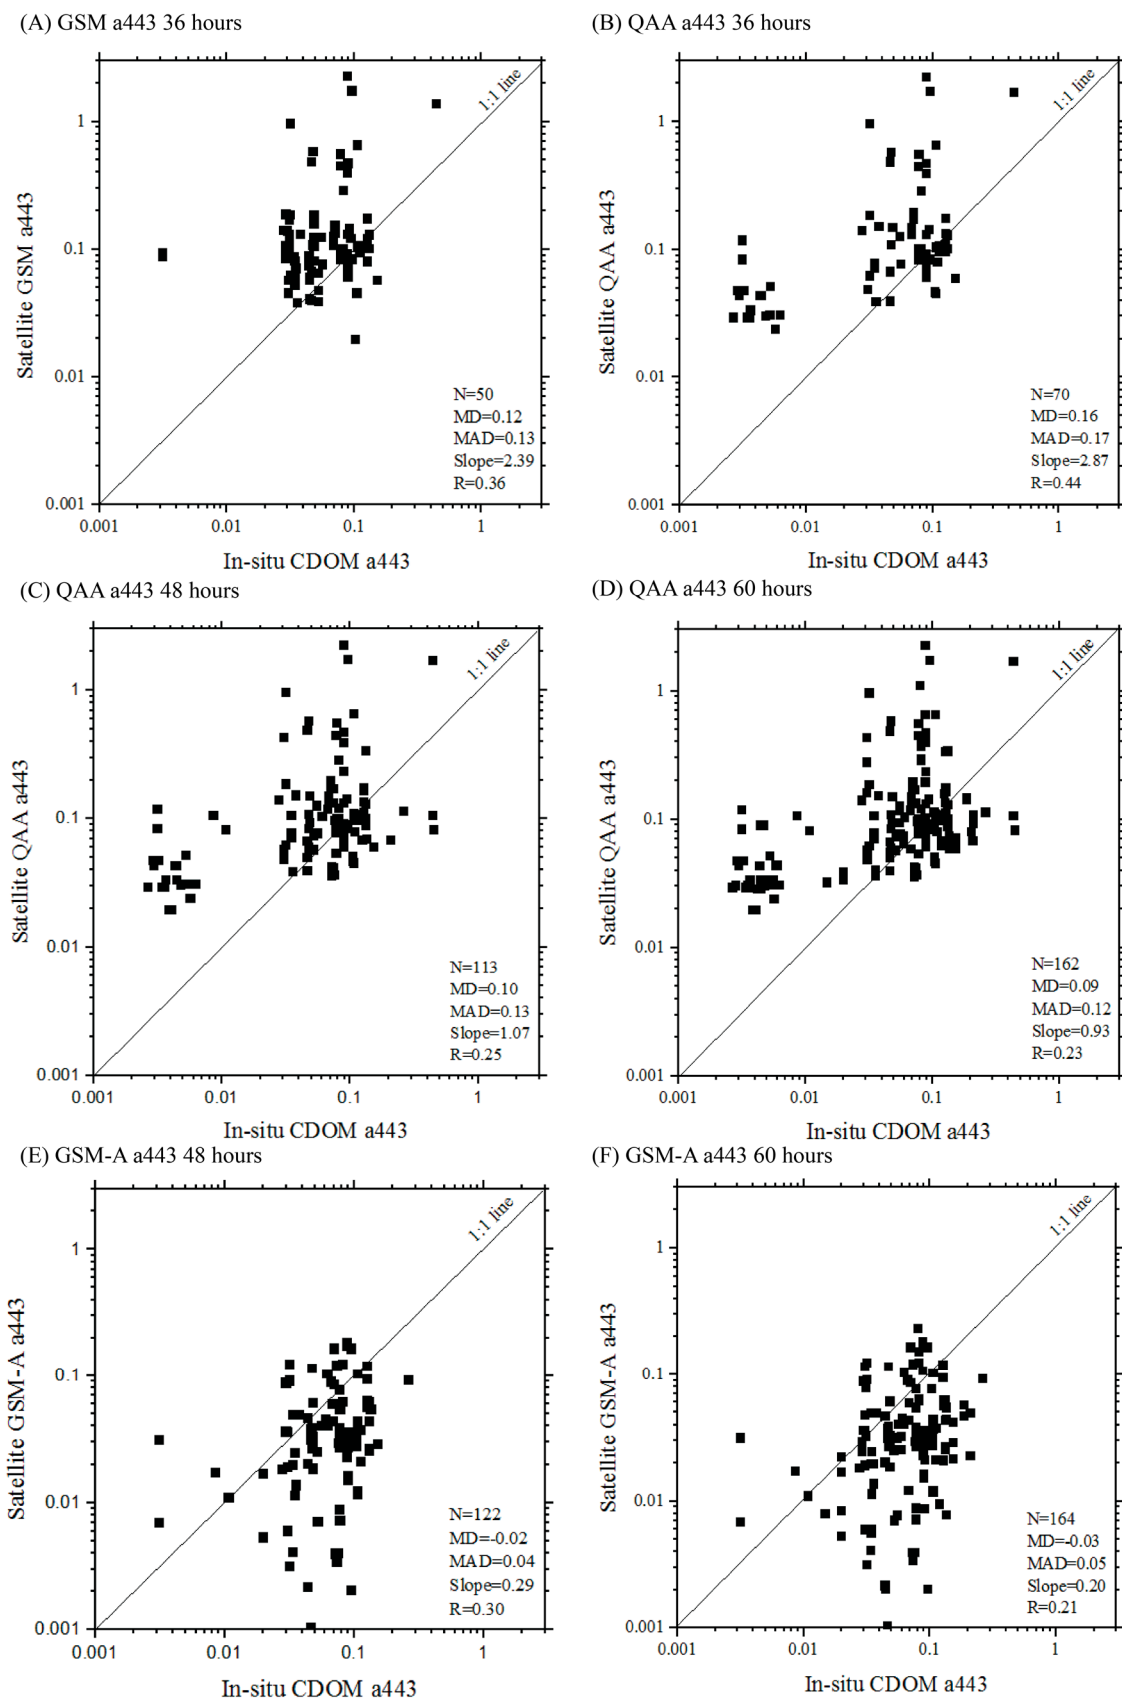 (A) GSM a443 36 hours
1:1 line
1
0.1
0.01
0.001
Satellite GSM a443
N=50
MD=0.12
MAD=0.13
Slope=2.39
R=0.36
0.001
0.01
0.1
1
In-situ CDOM a443
(B) QAA a443 36 hours
1:1 line
1
0.1
0.01
0.001
Satellite QAA a443
N=70
MD=0.16
MAD=0.17
Slope=2.87
R=0.44
0.001
0.01
0.1
1
In-situ CDOM a443
(C) QAA a443 48 hours
1:1 line
1
0.1
0.01
0.001
Satellite QAA a443
N=113
MD=0.10
MAD=0.13
Slope=1.07
R=0.25
0.001
0.01
0.1
1
In-situ CDOM a443
(D) QAA a443 60 hours
1:1 line
1
0.1
0.01
0.001
Satellite QAA a443
N=162
MD=0.09
MAD=0.12
Slope=0.93
R=0.23
0.001
0.01
0.1
1
In-situ CDOM a443
(E) GSM-A a443 48 hours
1:1 line
1
0.1
0.01
0.001
Satellite GSM-A a443
N=122
MD=-0.02
MAD=0.04
Slope=0.29
R=0.30
0.001
0.01
0.1
1
In-situ CDOM a443
(F) GSM-A a443 60 hours
1:1 line
1
0.1
0.01
0.001
Satellite GSM-A a443
N=164
MD=-0.03
MAD=0.05
Slope=0.20
R=0.21
0.001
0.01
0.1
1
In-situ CDOM a443